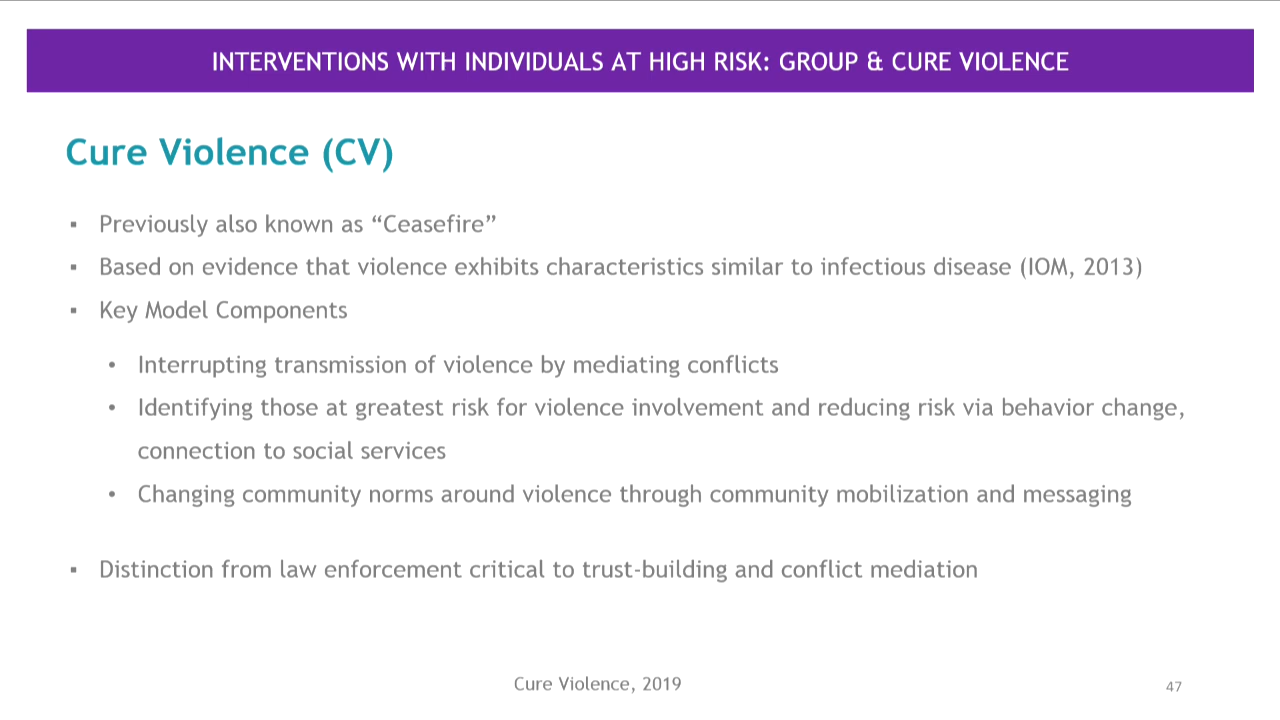 INTERVENTIONS WITH INDIVIDUALS AT HIGH RISK: GROUP & CURE VIOLENCE
Cure Violence (CV)
▪ Previously also known as “Ceasefire”
▪ Based on evidence that violence exhibits characteristics similar to infectious disease (IOM, 2013)
▪ Key Model Components
• Interrupting transmission of violence by mediating conflicts
• Identifying those at greatest risk for violence involvement and reducing risk via behavior change,
connection to social services
• Changing community norms around violence through community mobilization and messaging
▪ Distinction from law enforcement critical to trust-building and conflict mediation
Cure Violence, 2019
47